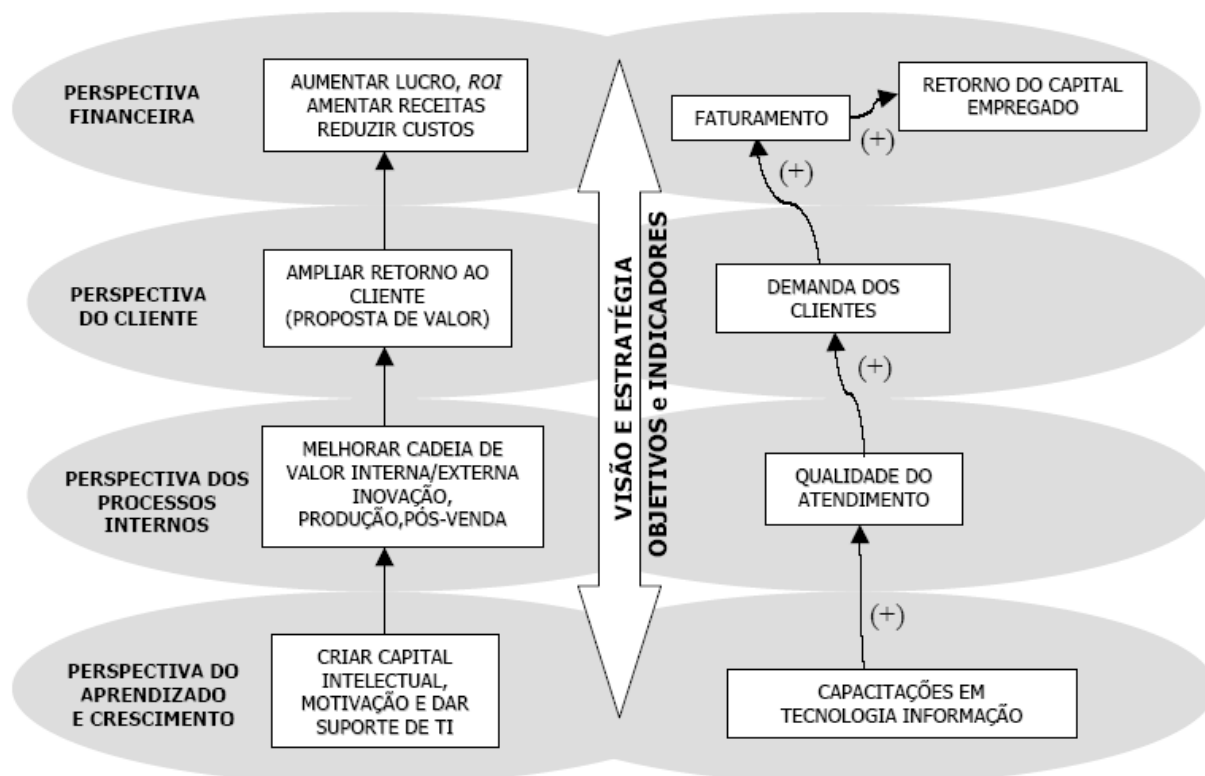 PERSPECTIVA
FINANCEIRA
AUMENTAR LUCRO, ROI
AMENTAR RECEITAS
REDUZIR CUSTOS
FATURAMENTO
RETORNO DO CAPITAL
EMPREGADO
(+)
(+)
PERSPECTIVA
DO CLIENTE
AMPLIAR RETORNO AO
CLIENTE
(PROPOSTA DE VALOR)
VISÃO E ESTRATÉGIA
OBJETIVOS e INDICADORES
DEMANDA DOS
CLIENTES
(+)
PERSPECTIVA DOS
PROCESSOS
INTERNOS
MELHORAR CADEIA DE
VALOR INTERNA/EXTERNA
INOVAÇÃO,
PRODUÇÃO,PÓS-VENDA
QUALIDADE DO
ATENDIMENTO
(+)
PERSPECTIVA DO
APRENDIZADO
E CRESCIMENTO
CRIAR CAPITAL
INTELECTUAL,
MOTIVAÇÃO E DAR
SUPORTE DE TI
CAPACITAÇÕES EM
TECNOLOGIA INFORMAÇÃO